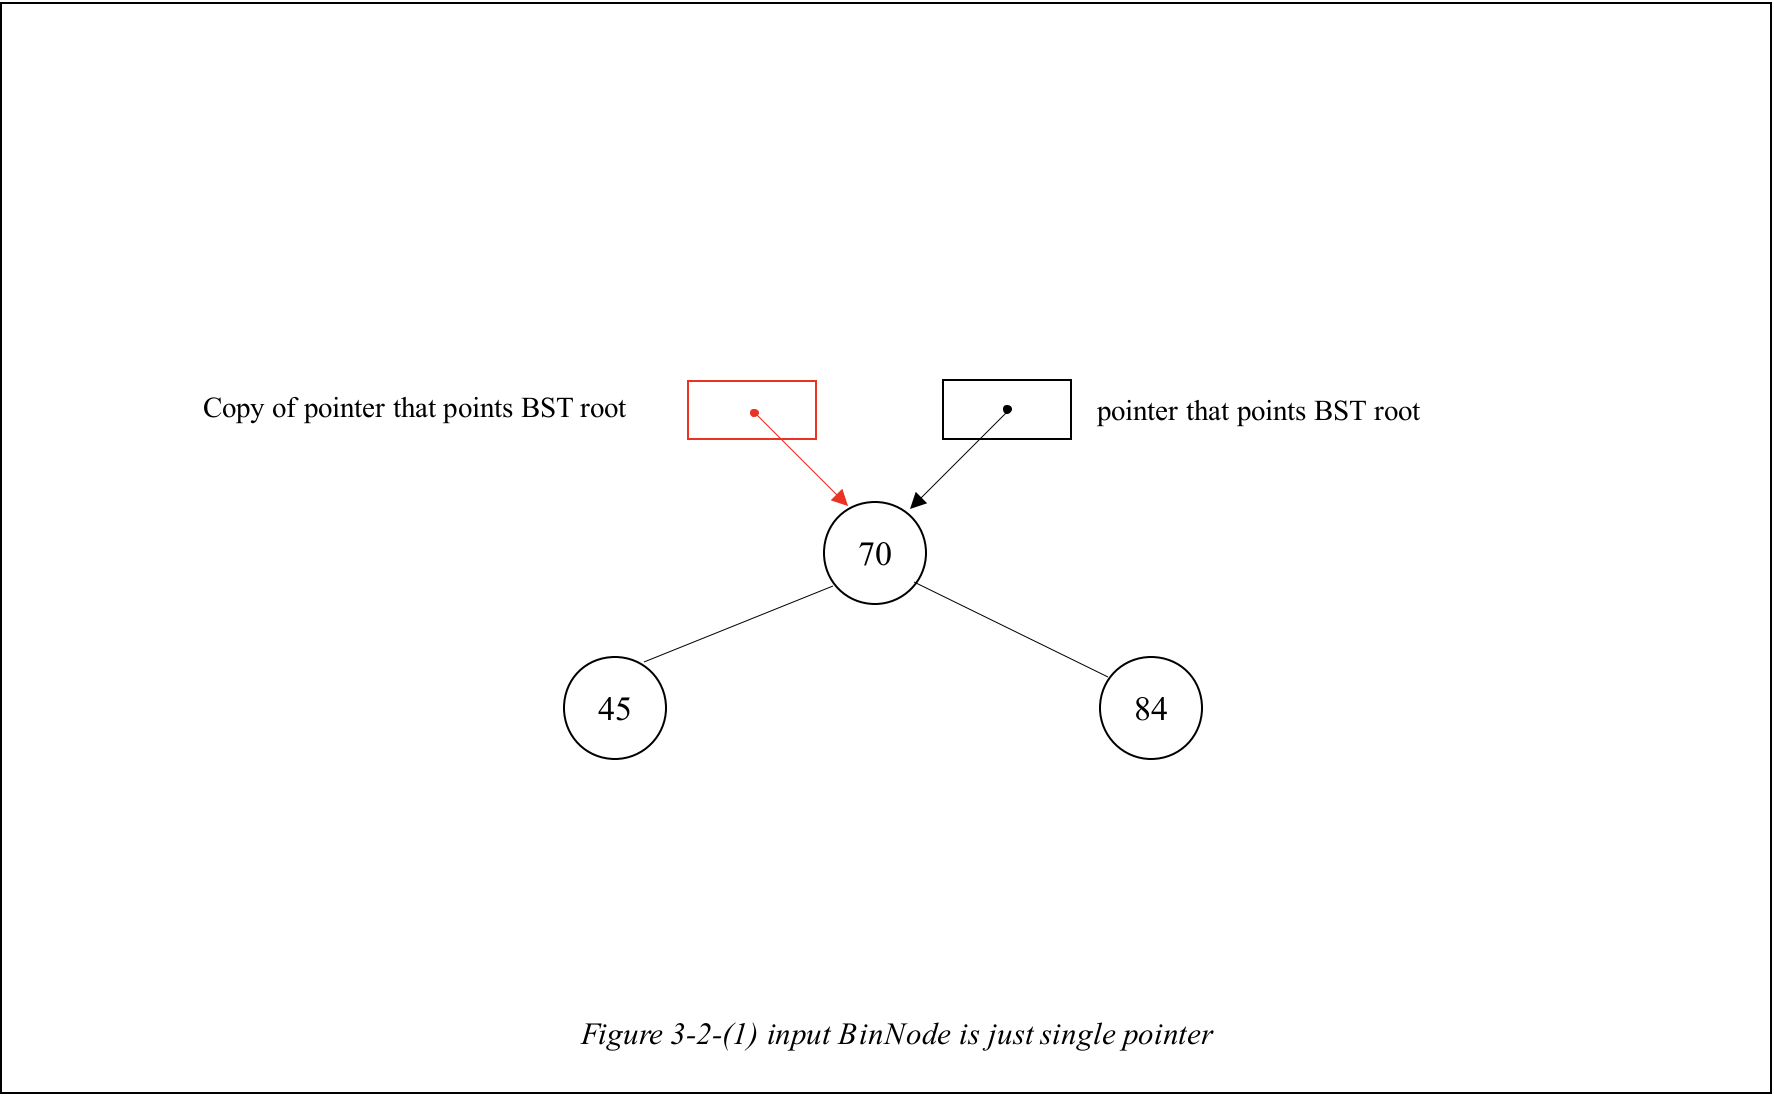 Copy of pointer that points BST root
pointer that points BST root
70
45
84
Figure 3-2-(1) input BinNode is just single pointer